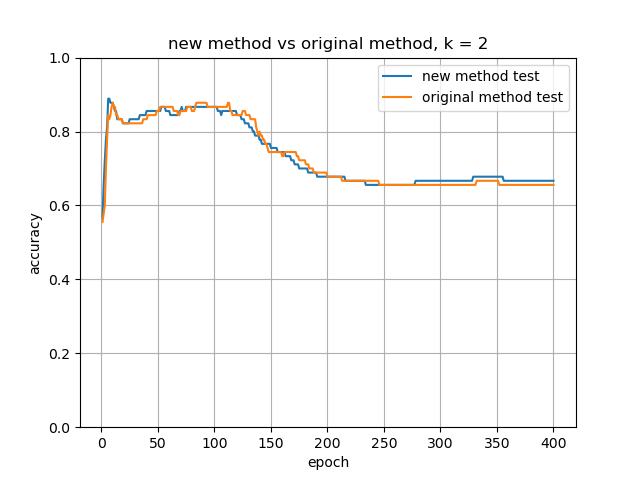 new method vs original method, k = 2
new method test
original method test
accuracy
1.0
0.8
0.6
0.4
0.2
0.0
0 50 100 150 200 250 300 350 400
epoch